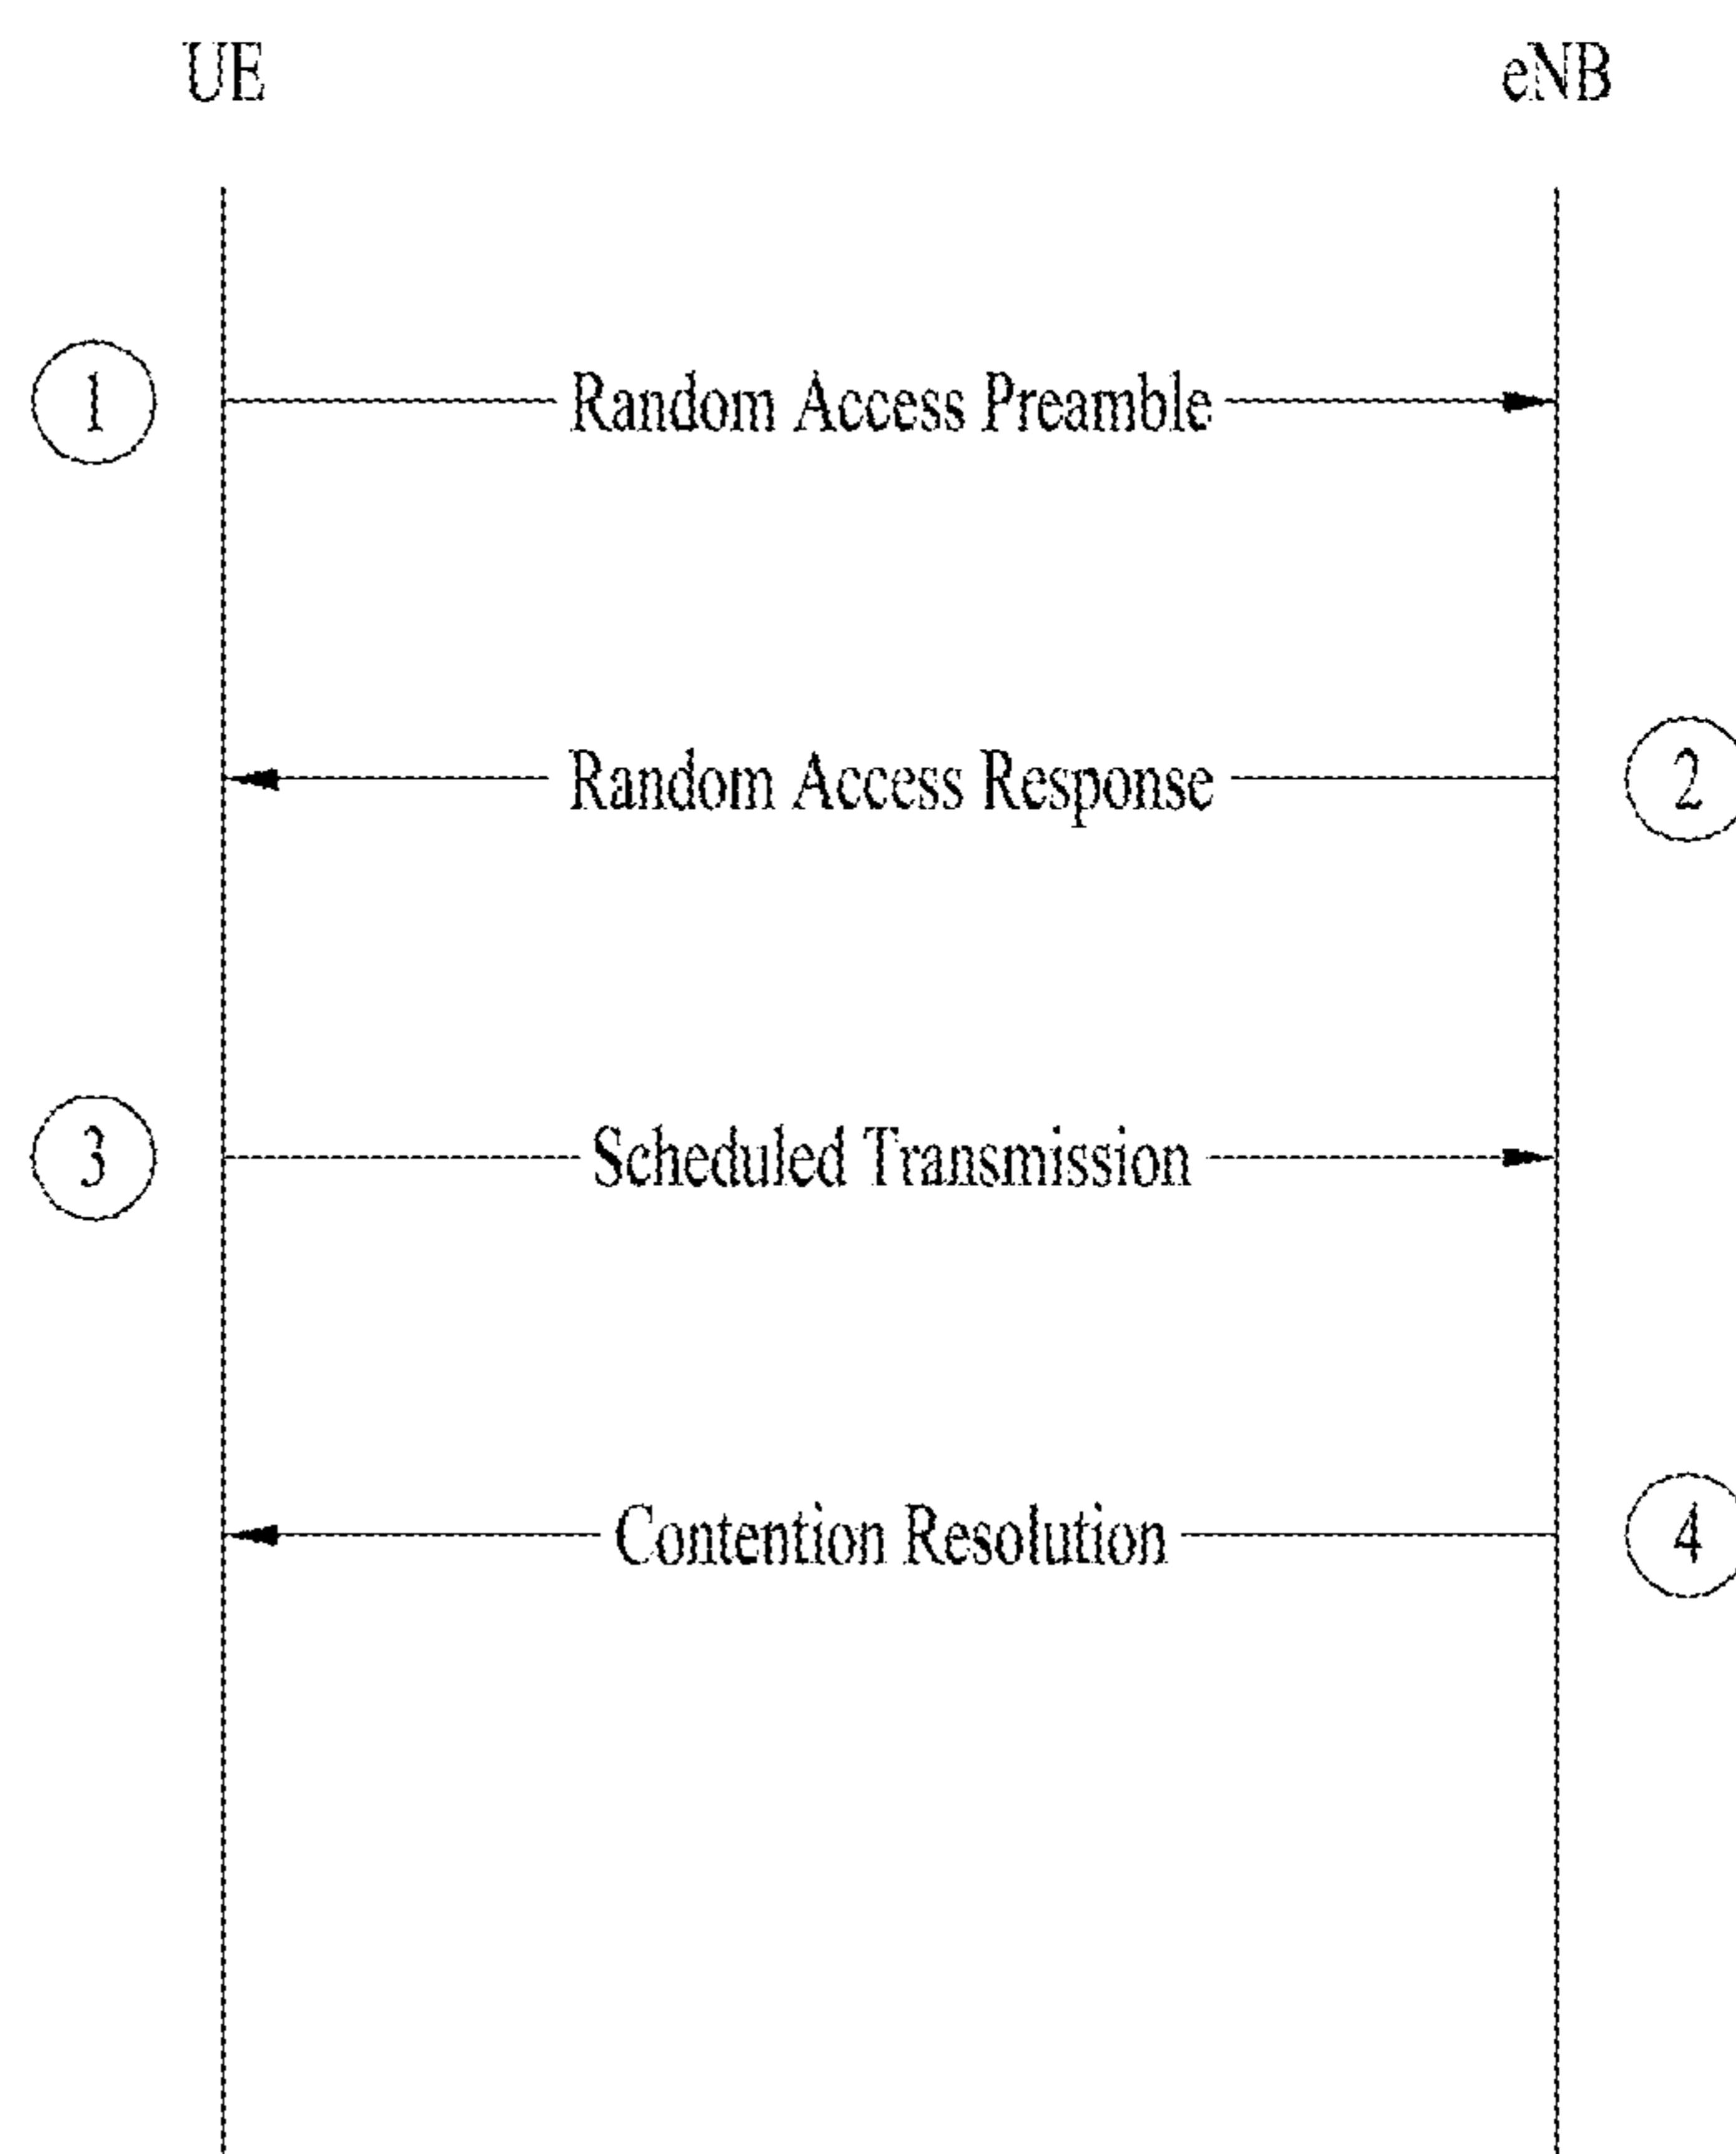 UE eNB
1 Random Access Preamble
Random Access Response 2
3 Scheduled Transmission
Contention Resolution 4